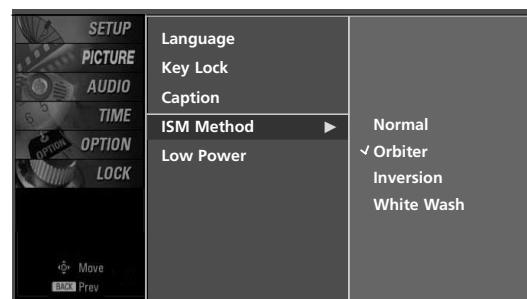 SETUP
PICTURE
AUDIO
TIME
OPTION
LOCK
Move
BACK Prev
Language
Key Lock
Caption
ISM Method ▶
Low Power
Normal
✓ Orbiter
Inversion
White Wash